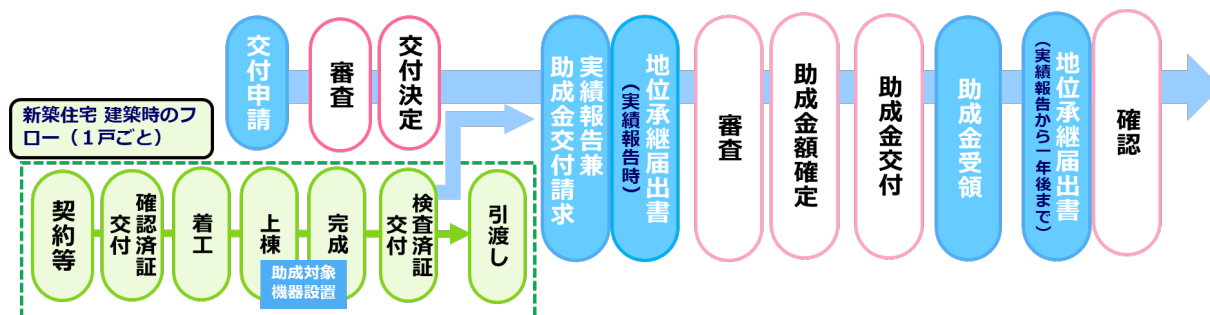 交付申請
審査
交付決定
実績報告兼
助成金交付請求
地位承継届出書
（実績報告時）
審査
助成金額確定
助成金交付
助成金受領
地位承継届出書
（実績報告から一年後まで）
確認
新築住宅 建築時のフ
ロー（１戸ごと）
契約等
確認済証
交付
着工
上棟
完成
検査済証
交付
引渡し
助成対象
機器設置